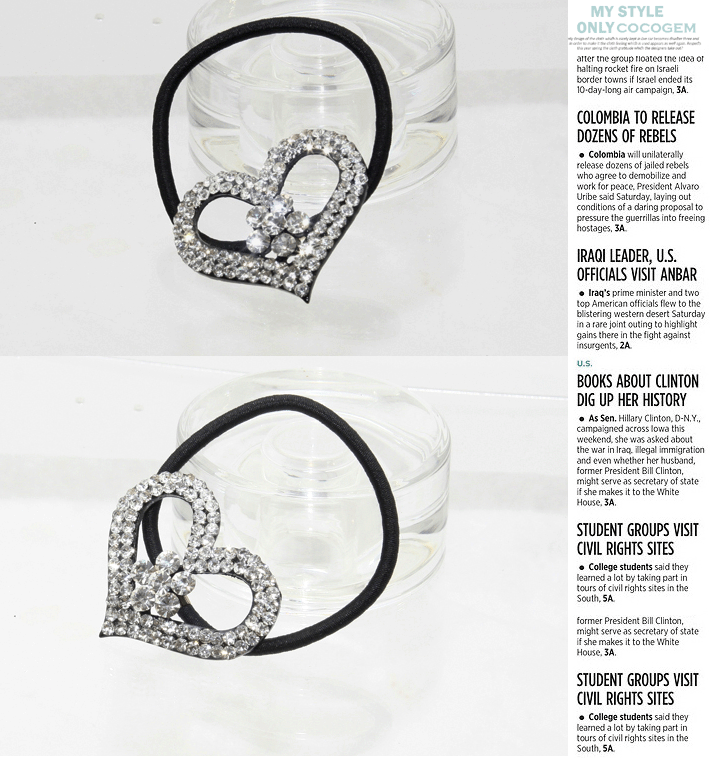 MY STYLE
ONLY COCOGEM
after the group floated the idea of
halting rocket fire on Israeli
border towns if Israel ended its
10-day-long air campaign, 3A.
COLOMBIA TO RELEASE
DOZENS OF REBELS
● Colombia will unilaterally
release dozens of jailed rebels
who agree to demobilize and
work for peace, President Alvaro
Uribe said Saturday, laying out
conditions of a daring proposal to
pressure the guerrillas into freeing
hostages, 3A.
IRAQI LEADER, U.S.
OFFICIALS VISIT ANBAR
● Iraq's prime minister and two
top American officials flew to the
blistering western desert Saturday
in a rare joint outing to highlight
gains there in the fight against
insurgents, 2A.
U.S.
BOOKS ABOUT CLINTON
DIG UP HER HISTORY
● As Sen. Hillary Clinton, D-N.Y.,
campaigned across Iowa this
weekend, she was asked about
the war in Iraq, illegal immigration
and even whether her husband,
former President Bill Clinton,
might serve as secretary of state
if she makes it to the White
House, 3A.
STUDENT GROUPS VISIT
CIVIL RIGHTS SITES
● College students said they
learned a lot by taking part in
tours of civil rights sites in the
South, 5A.
former President Bill Clinton,
might serve as secretary of state
if she makes it to the White
House, 3A.
STUDENT GROUPS VISIT
CIVIL RIGHTS SITES
● College students said they
learned a lot by taking part in
tours of civil rights sites in the
South, 5A.